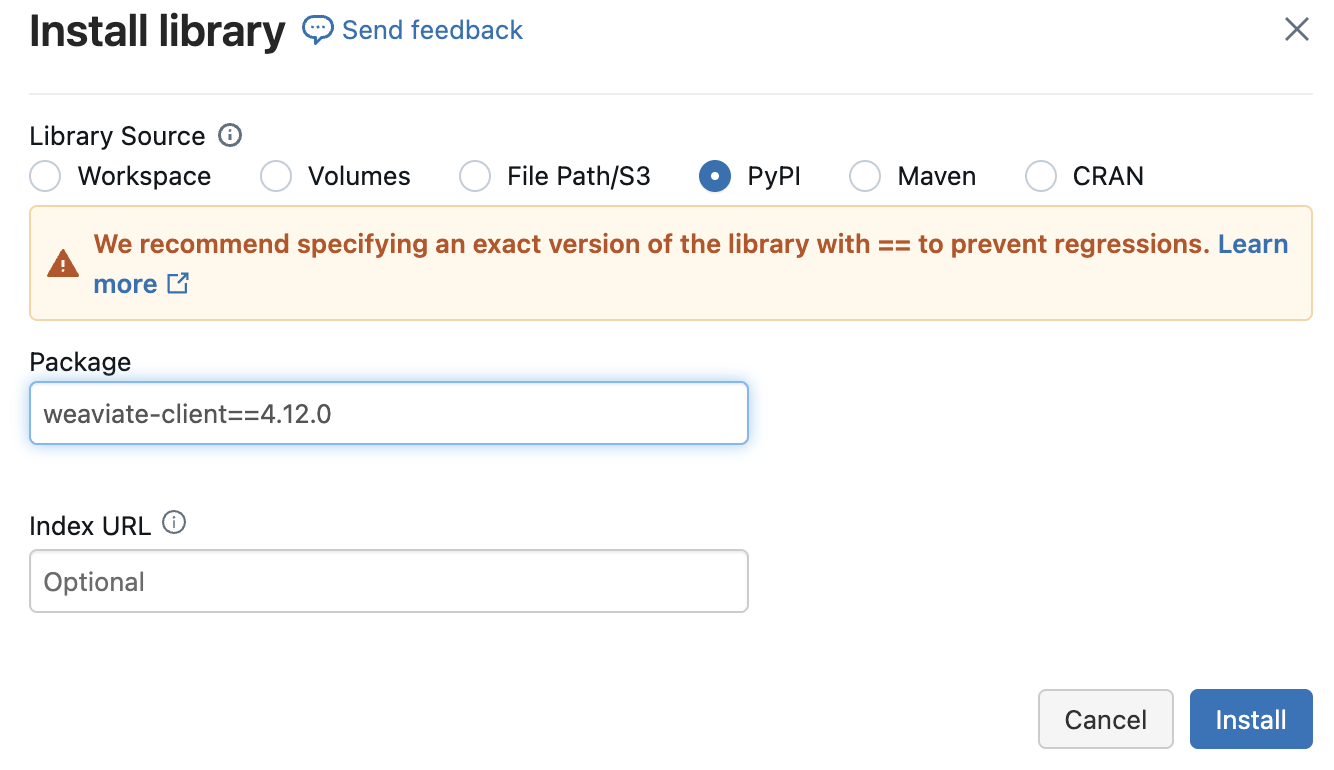 Install library Send feedback
Library Source
Workspace Volumes File Path/S3 PyPI Maven CRAN
We recommend specifying an exact version of the library with == to prevent regressions. Learn
more
Package
weaviate-client==4.12.0
Index URL
Optional
Cancel Install